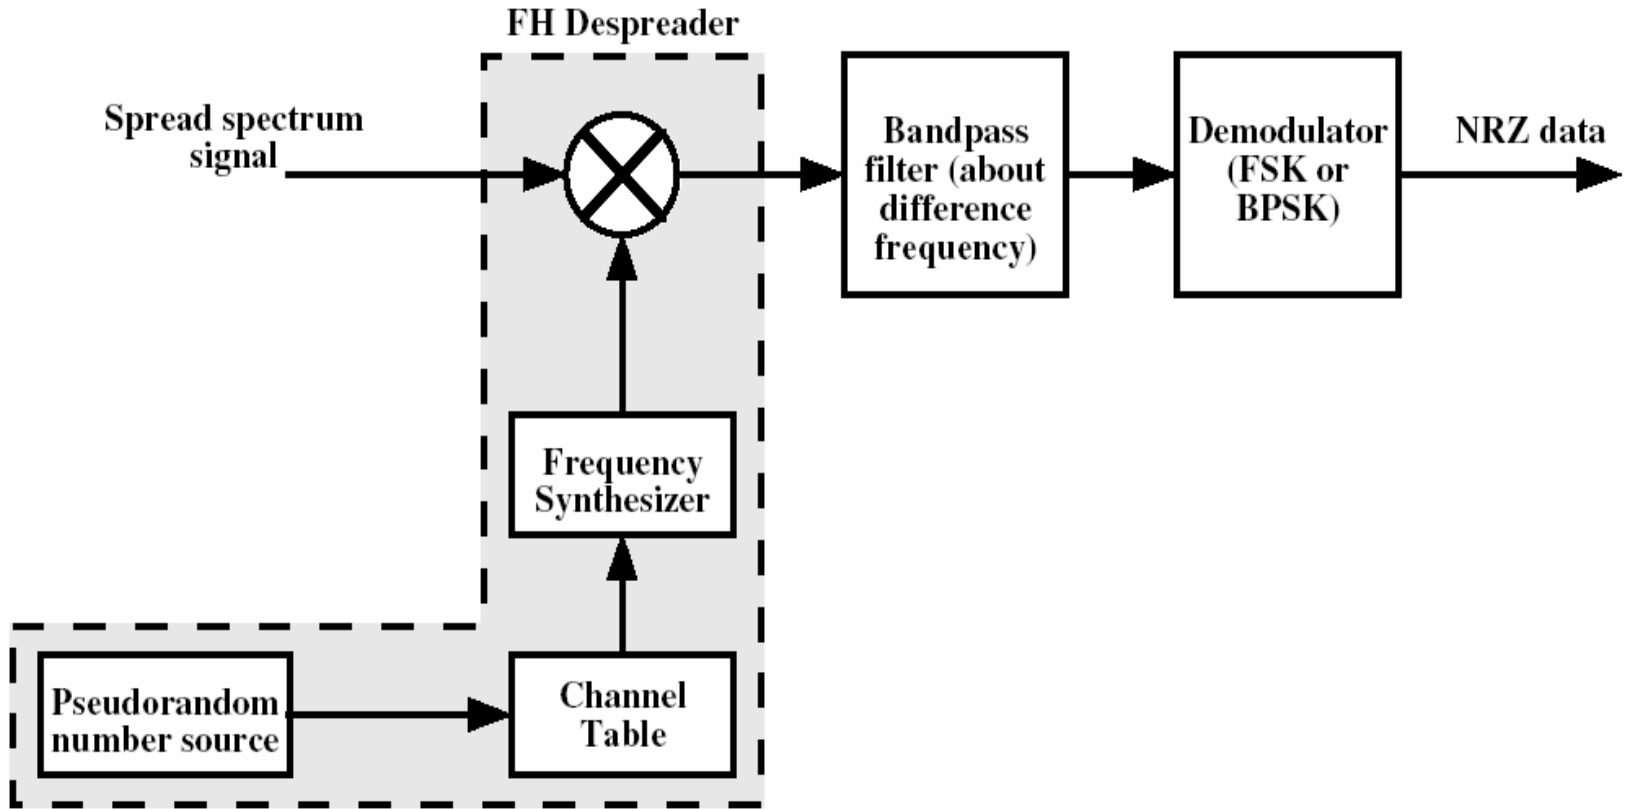 FH Despreader
Spread spectrum
signal
Bandpass
filter (about
difference
frequency)
Demodulator
(FSK or
BPSK)
NRZ data
Frequency
Synthesizer
Pseudorandom
number source
Channel
Table